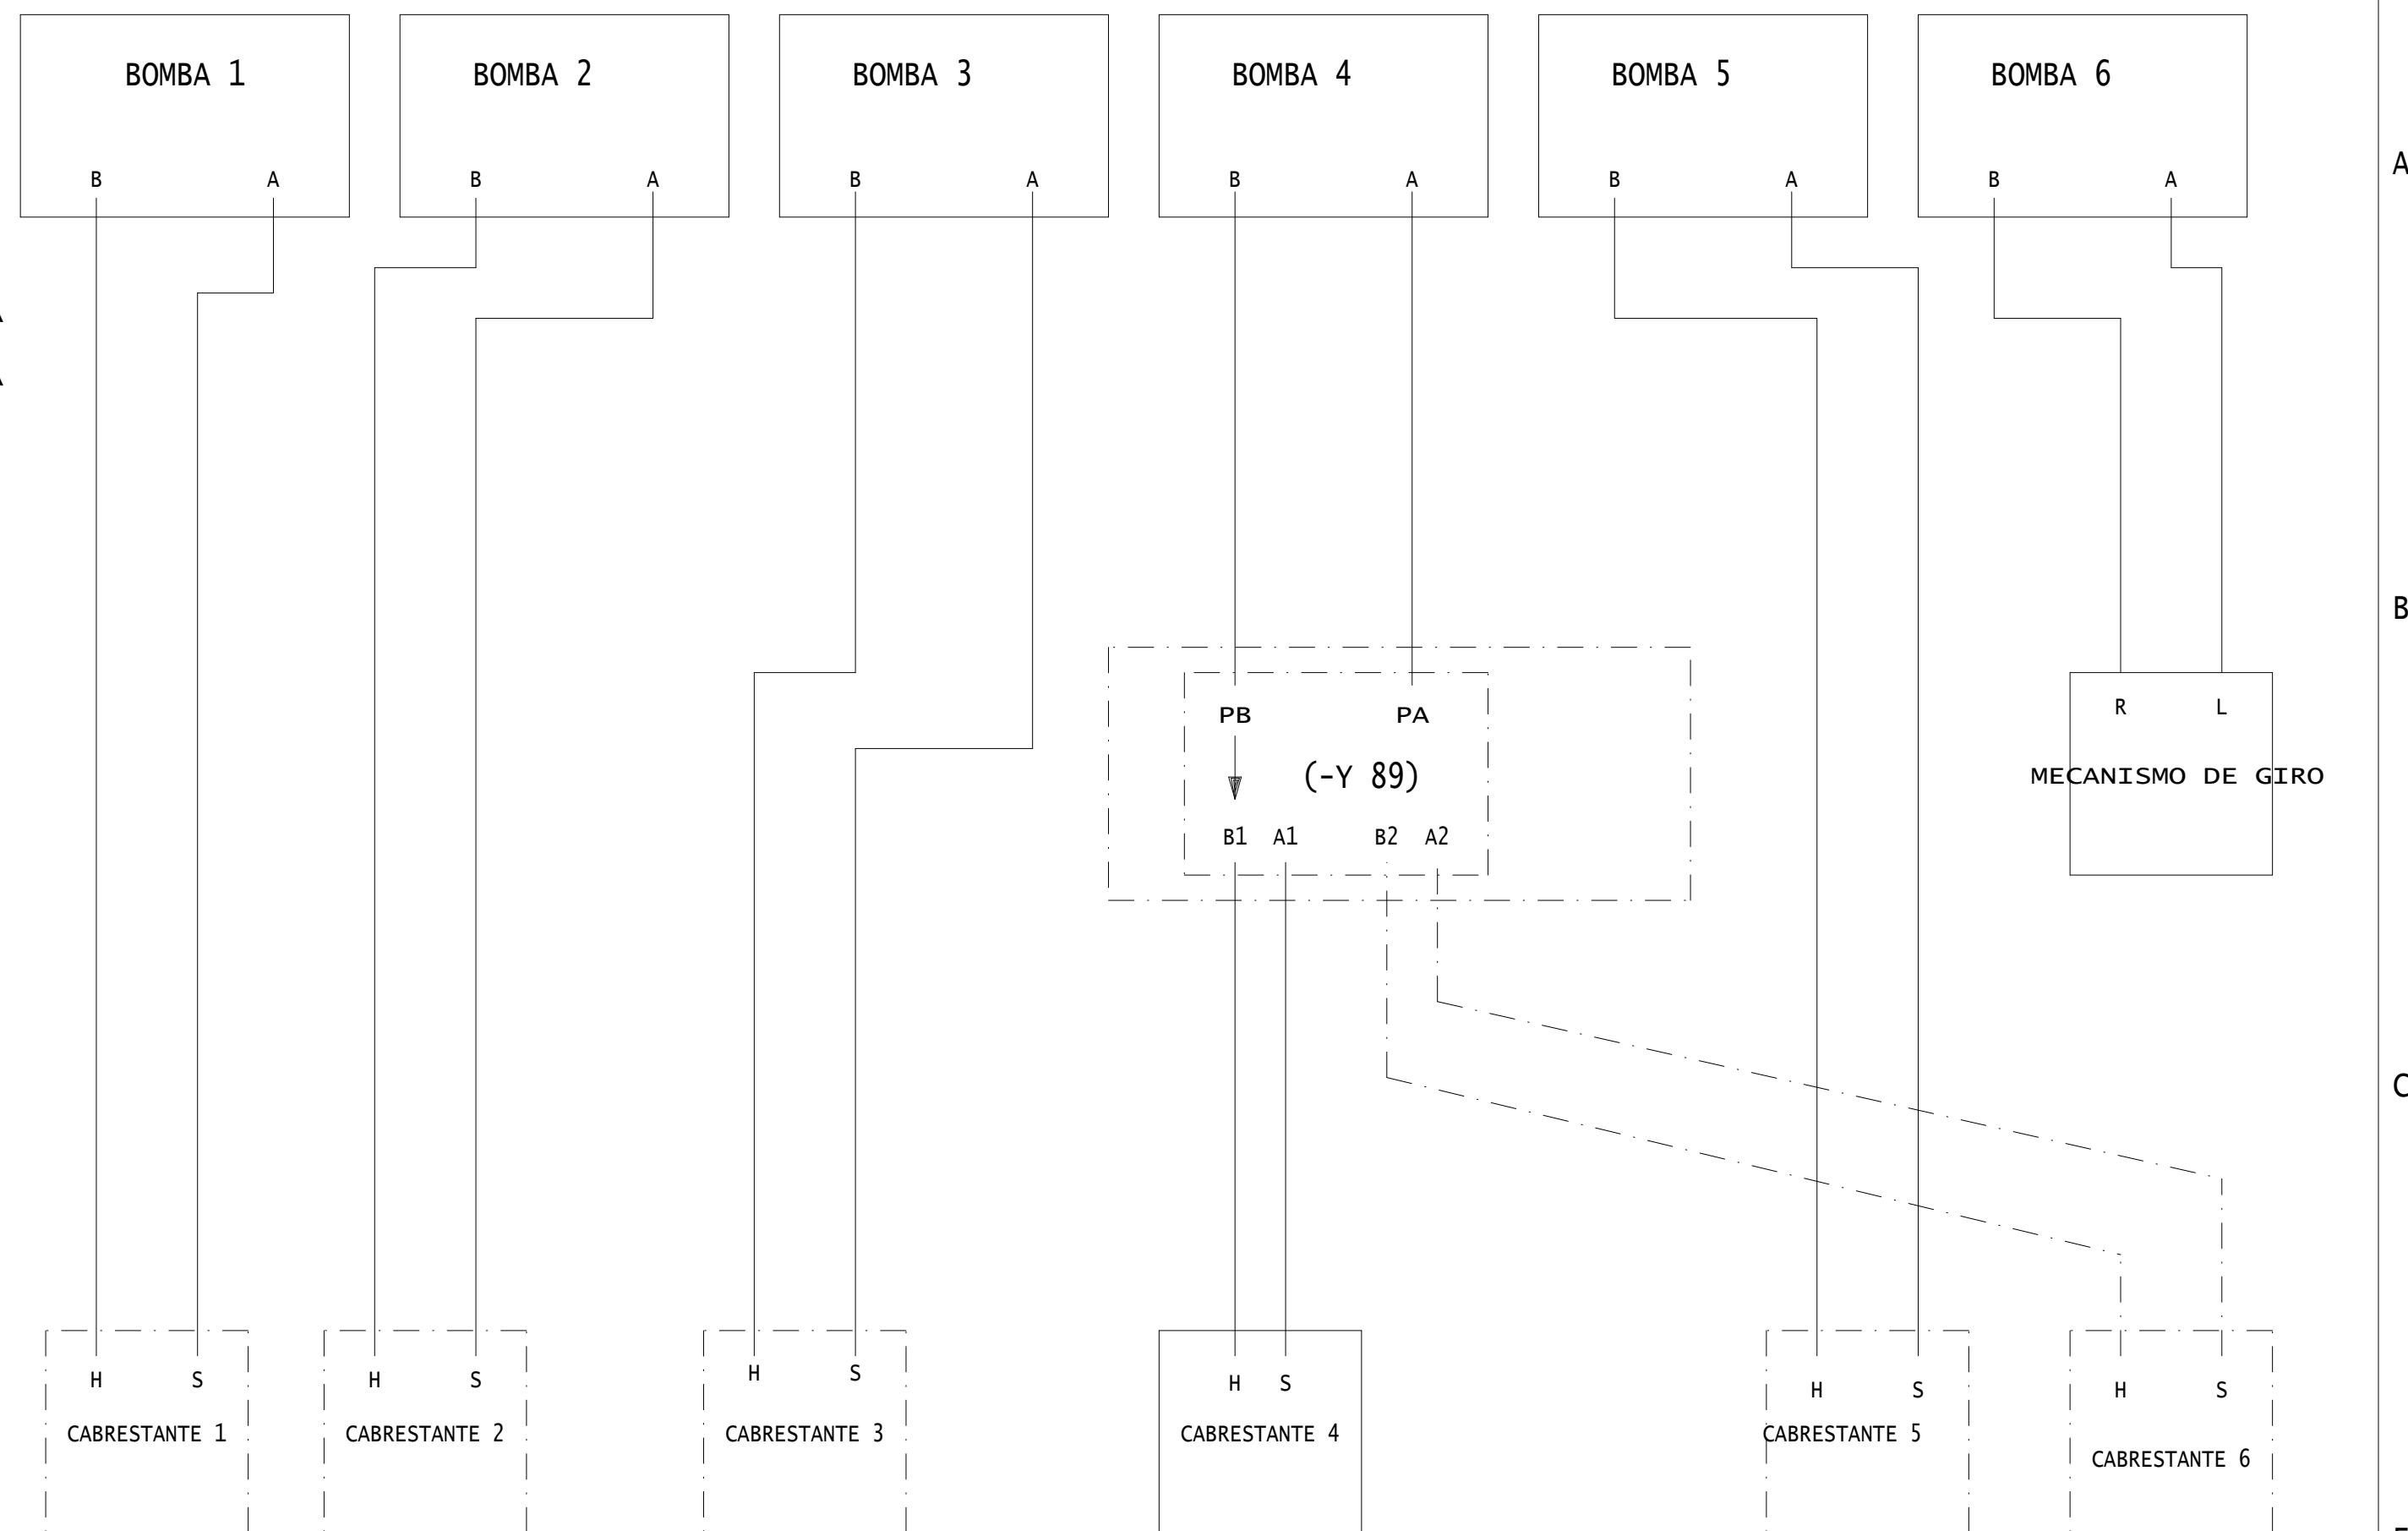 BOMBA 1 BOMBA 2 BOMBA 3 BOMBA 4 BOMBA 5 BOMBA 6
B A B A B A B A B A B A
A
B
PB PA
R L
(-Y 89)
MECANISMO DE GIRO
B1 A1 B2 A2
C
H S H S H S H S H S H S
CABRESTANTE 1 CABRESTANTE 2 CABRESTANTE 3 CABRESTANTE 4 CABRESTANTE 5
CABRESTANTE 6